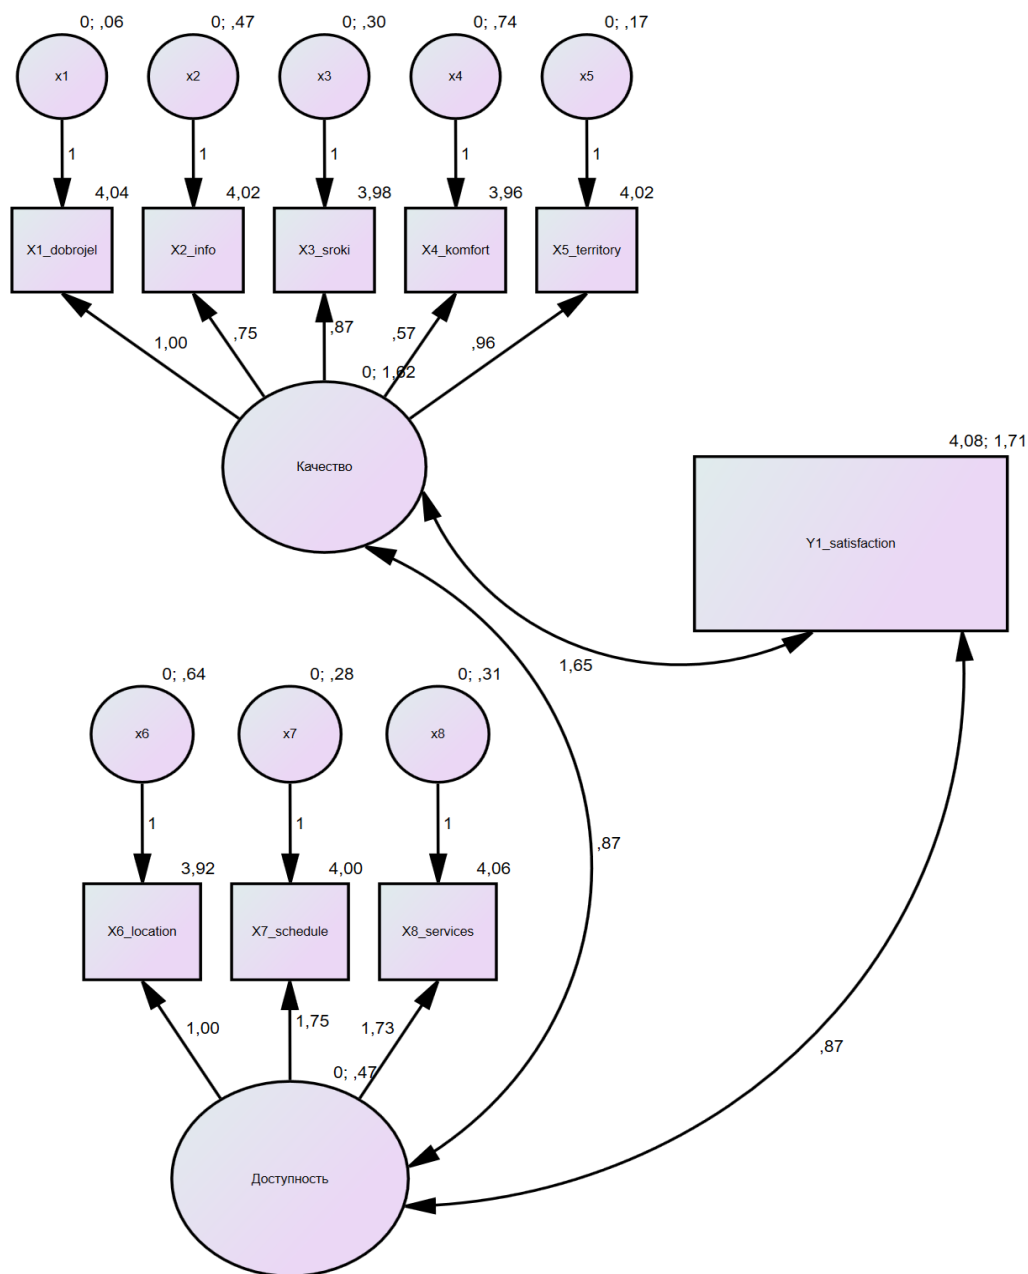 0; ,06
0; ,47
0; ,30
0; ,74
0; ,17
x1
x2
x3
x4
x5
1
1
1
1
1
4,04
4,02
3,98
3,96
4,02
X1_dobrojel
X2_info
X3_sroki
X4_komfort
X5_territory
1,00
,75
,87
,57
,96
0; 1,62
Качество
4,08; 1,71
Y1_satisfaction
1,65
0; ,64
0; ,28
0; ,31
x6
x7
x8
1
1
1
,87
3,92
4,00
4,06
X6_location
X7_schedule
X8_services
1,00
1,75
1,73
,87
0; ,47
Доступность